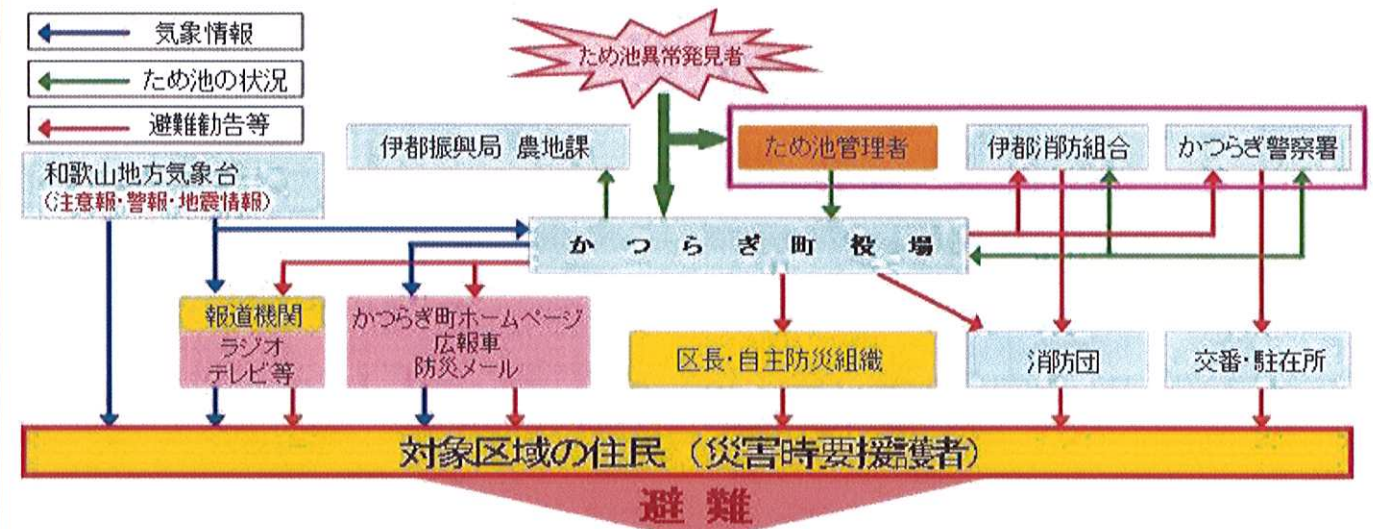 気象情報
ため池の状況
避難勧告等
ため池異常発見者
伊都振興局 農地課
ため池管理者
伊都消防組合
かつらぎ警察署
和歌山地方気象台
(注意報・警報・地震情報)
かつらぎ町役場
報道機関
ラジオ
テレビ等
かつらぎ町ホームページ
広報車
防災メール
区長・自主防災組織
消防団
交番・駐在所
対象区域の住民(災害時要援護者)
避難